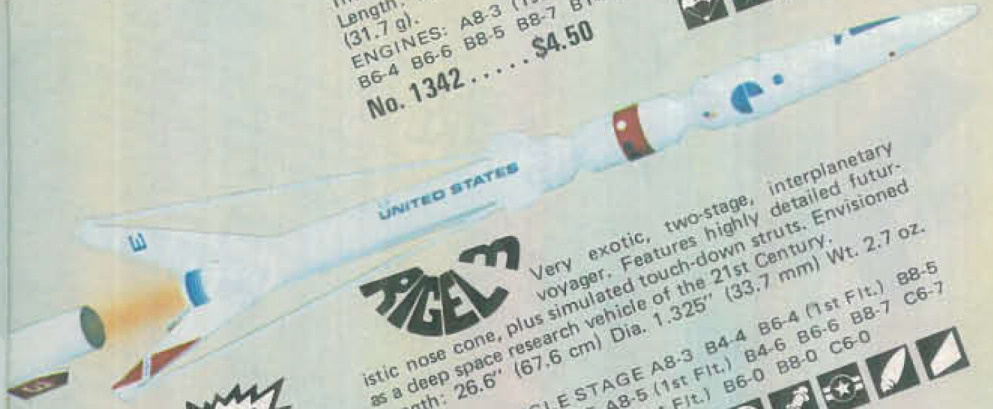 Length:
(31.7 g).
ENGINES: A8-3
B6-4 B6-6 B8-5 B8-7
No. 1342 ..... $4.50
UNITED STATES
3
RIGEL 3
Very exotic, two-stage, interplanetary
voyager. Features highly detailed futur-
istic nose cone, plus simulated touch-down struts. Envisioned
as a deep space research vehicle of the 21st Century.
26.6" (67.6 cm) Dia. 1.325" (33.7 mm) Wt. 2.7 oz.
STAGE A8-3 B4-4 B6-4 (1st Flt.) B8-5
A8-5 (1st Flt.) B4-6 B6-6 B8-7 C6-7
Flt.) B6-0 B8-0 C6-0